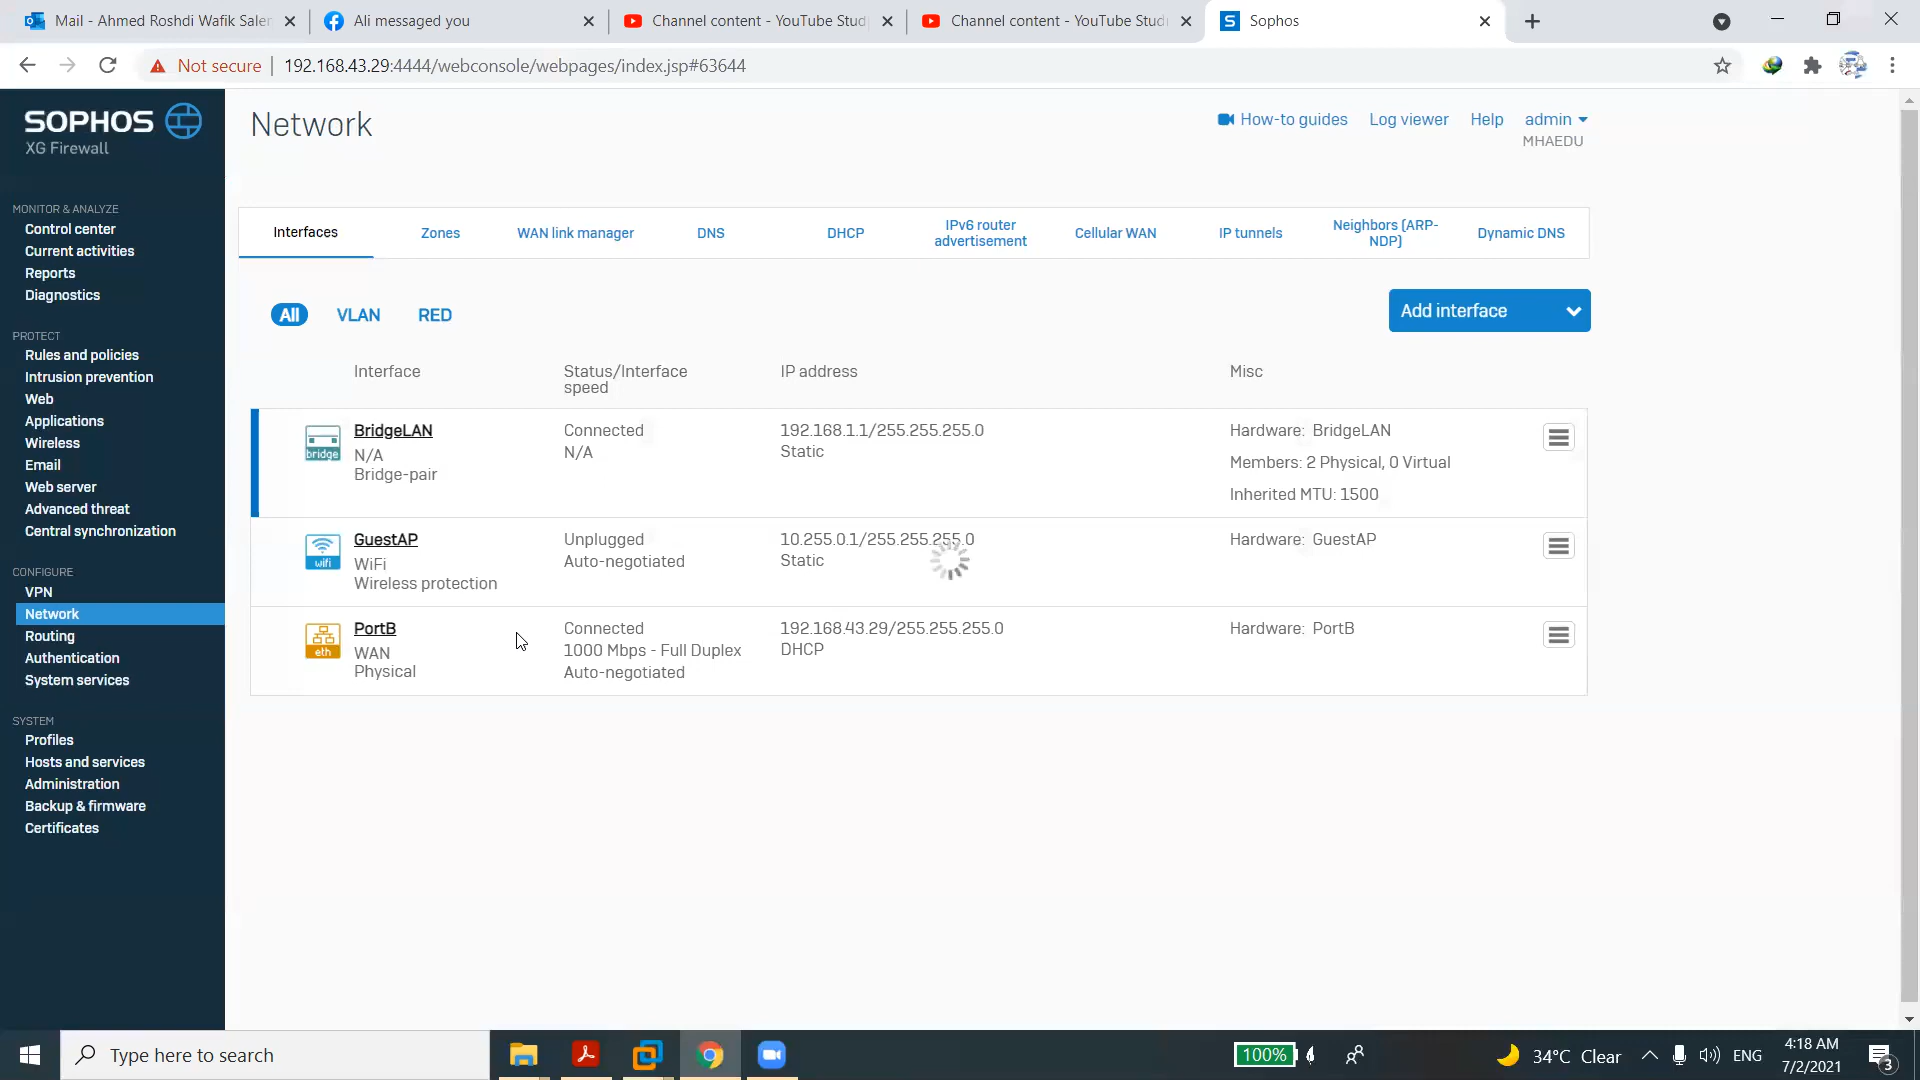 Mail - Ahmed Roshdi Wafik Salem
Ali messaged you
Channel content - YouTube Stud
Channel content - YouTube Stud
S Sophos
Not secure
192.168.43.29:4444/webconsole/webpages/index.jsp#63644
SOPHOS
XG Firewall
MONITOR & ANALYZE
Control center
Current activities
Reports
Diagnostics
PROTECT
Rules and policies
Intrusion prevention
Web
Applications
Wireless
Email
Web server
Advanced threat
Central synchronization
CONFIGURE
VPN
Network
Routing
Authentication
System services
SYSTEM
Profiles
Hosts and services
Administration
Backup & firmware
Certificates
Network
How-to guides
Log viewer
Help
admin
MHAEDU
Interfaces
Zones
WAN link manager
DNS
DHCP
IPv6 router
advertisement
Cellular WAN
IP tunnels
Neighbors (ARP-
NDP)
Dynamic DNS
All
VLAN
RED
Add interface
Interface
Status/Interface
speed
IP address
Misc
bridge
BridgeLAN
N/A
Bridge-pair
Connected
N/A
192.168.1.1/255.255.255.0
Static
Hardware: BridgeLAN
Members: 2 Physical, 0 Virtual
Inherited MTU: 1500
wifi
GuestAP
WiFi
Wireless protection
Unplugged
Auto-negotiated
10.255.0.1/255.255.255.0
Static
Hardware: GuestAP
eth
PortB
WAN
Physical
Connected
1000 Mbps - Full Duplex
Auto-negotiated
192.168.43.29/255.255.255.0
DHCP
Hardware: PortB
Type here to search
100%
34°C Clear
ENG
4:18 AM
7/2/2021
3